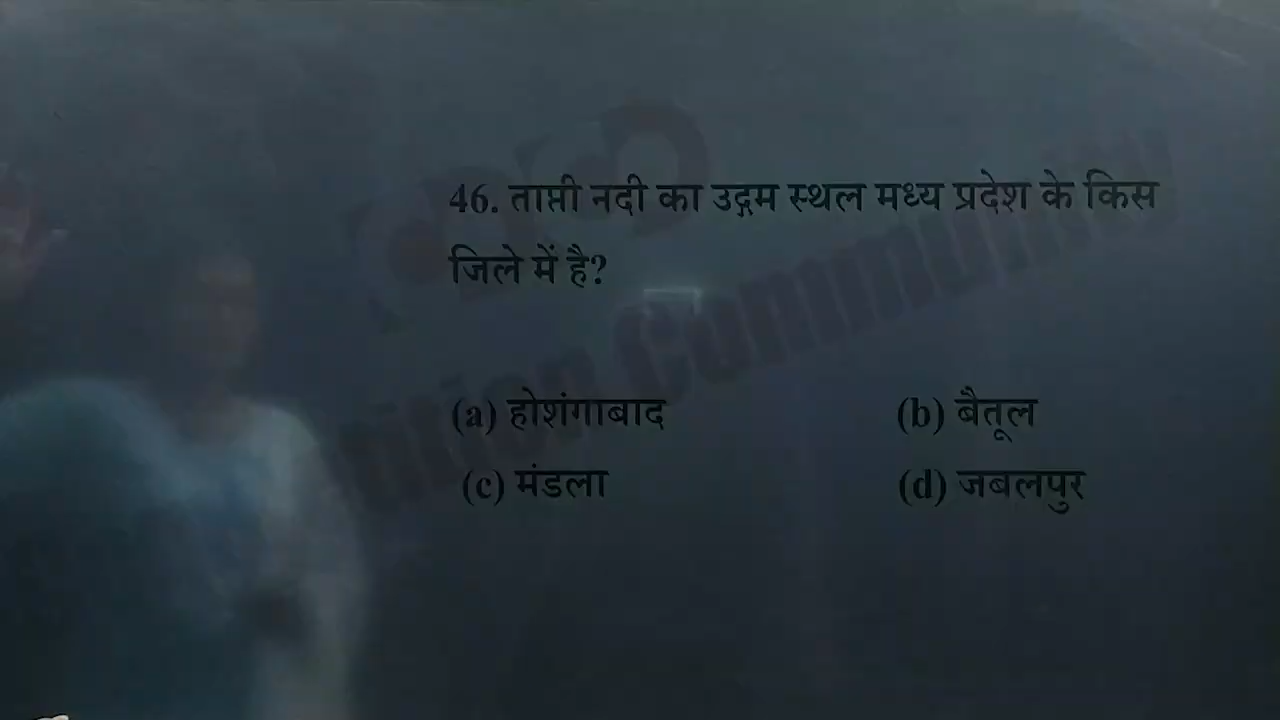 46. ताप्ती नदी का उद्गम स्थल मध्य प्रदेश के किस
जिले में है?
(a) होशंगाबाद (b) बैतूल
(c) मंडला (d) जबलपुर